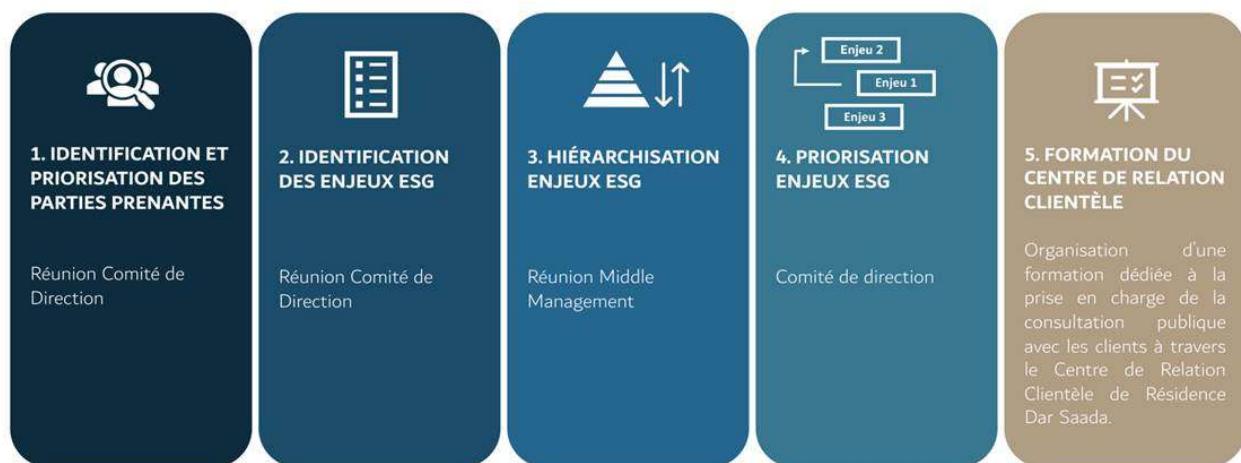 1. IDENTIFICATION ET
PRIORISATION DES
PARTIES PRENANTES
Réunion Comité de
Direction
2. IDENTIFICATION
DES ENJEUX ESG
Réunion Comité de
Direction
3. HIÉRARCHISATION
ENJEUX ESG
Réunion Middle
Management
Enjeu 2
Enjeu 1
Enjeu 3
4. PRIORISATION
ENJEUX ESG
Comité de direction
5. FORMATION DU
CENTRE DE RELATION
CLIENTÈLE
Organisation d'une
formation dédiée à la
prise en charge de la
consultation publique
avec les clients à travers
le Centre de Relation
Clientèle de Résidence
Dar Saada.